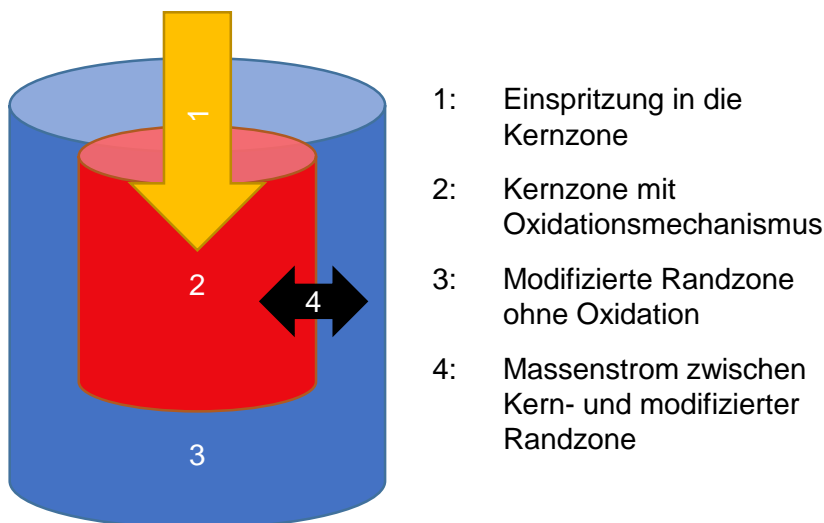 1
2
4
3
1: Einspritzung in die
Kernzone
2: Kernzone mit
Oxidationsmechanismus
3: Modifizierte Randzone
ohne Oxidation
4: Massenstrom zwischen
Kern- und modifizierter
Randzone